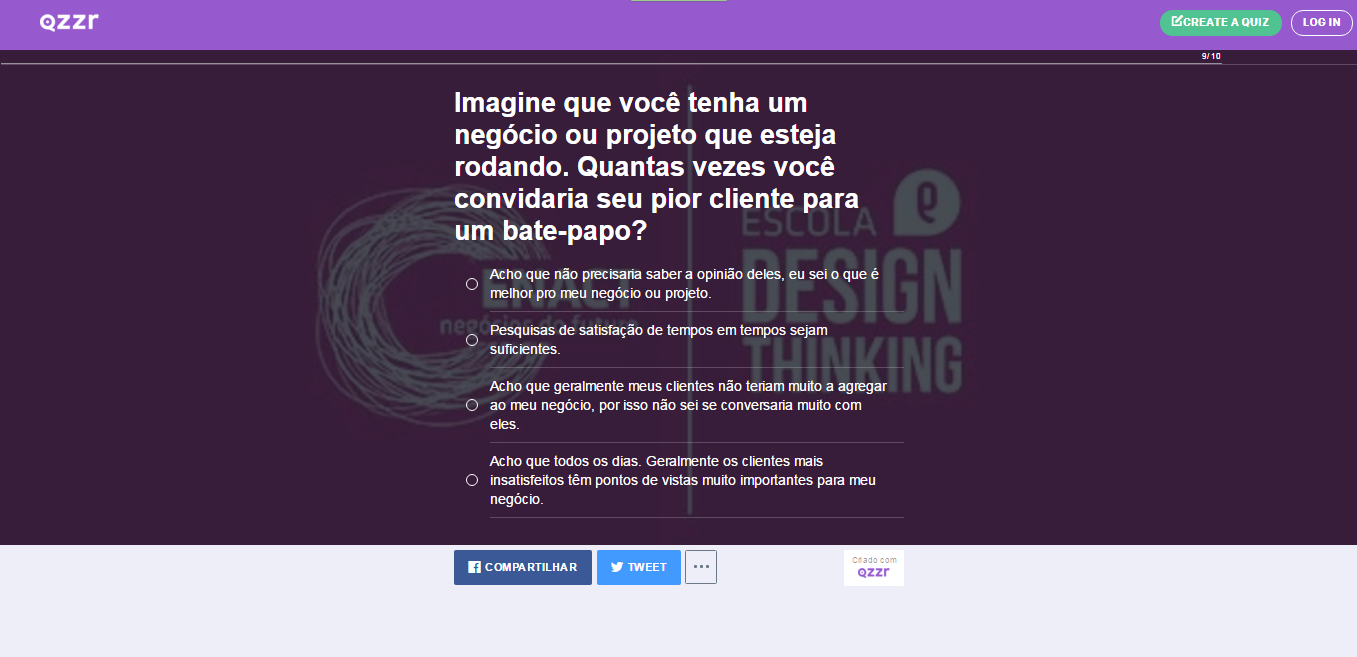 qzzr
CREATE A QUIZ
LOG IN
9/10
Imagine que você tenha um
negócio ou projeto que esteja
rodando. Quantas vezes você
convidaria seu pior cliente para
um bate-papo?
ESCOLA
DESIGN
THINKING
ENACT
negócios do futuro
Acho que não precisaria saber a opinião deles, eu sei o que é
melhor pro meu negócio ou projeto.
Pesquisas de satisfação de tempos em tempos sejam
suficientes.
Acho que geralmente meus clientes não teriam muito a agregar
ao meu negócio, por isso não sei se conversaria muito com
eles.
Acho que todos os dias. Geralmente os clientes mais
insatisfeitos têm pontos de vistas muito importantes para meu
negócio.
COMPARTILHAR
TWEET
Criado com
qzzr